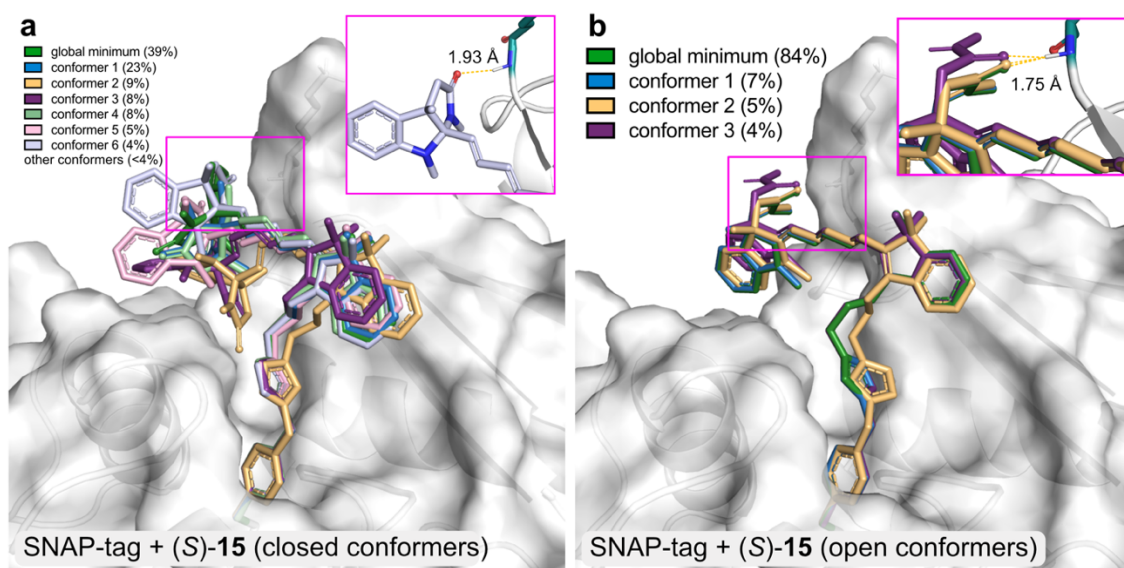 a
global minimum (39%)
conformer 1 (23%)
conformer 2 (9%)
conformer 3 (8%)
conformer 4 (8%)
conformer 5 (5%)
conformer 6 (4%)
other conformers (<4%)
1.93 Å
SNAP-tag + (S)-15 (closed conformers)
b
global minimum (84%)
conformer 1 (7%)
conformer 2 (5%)
conformer 3 (4%)
1.75 Å
SNAP-tag + (S)-15 (open conformers)